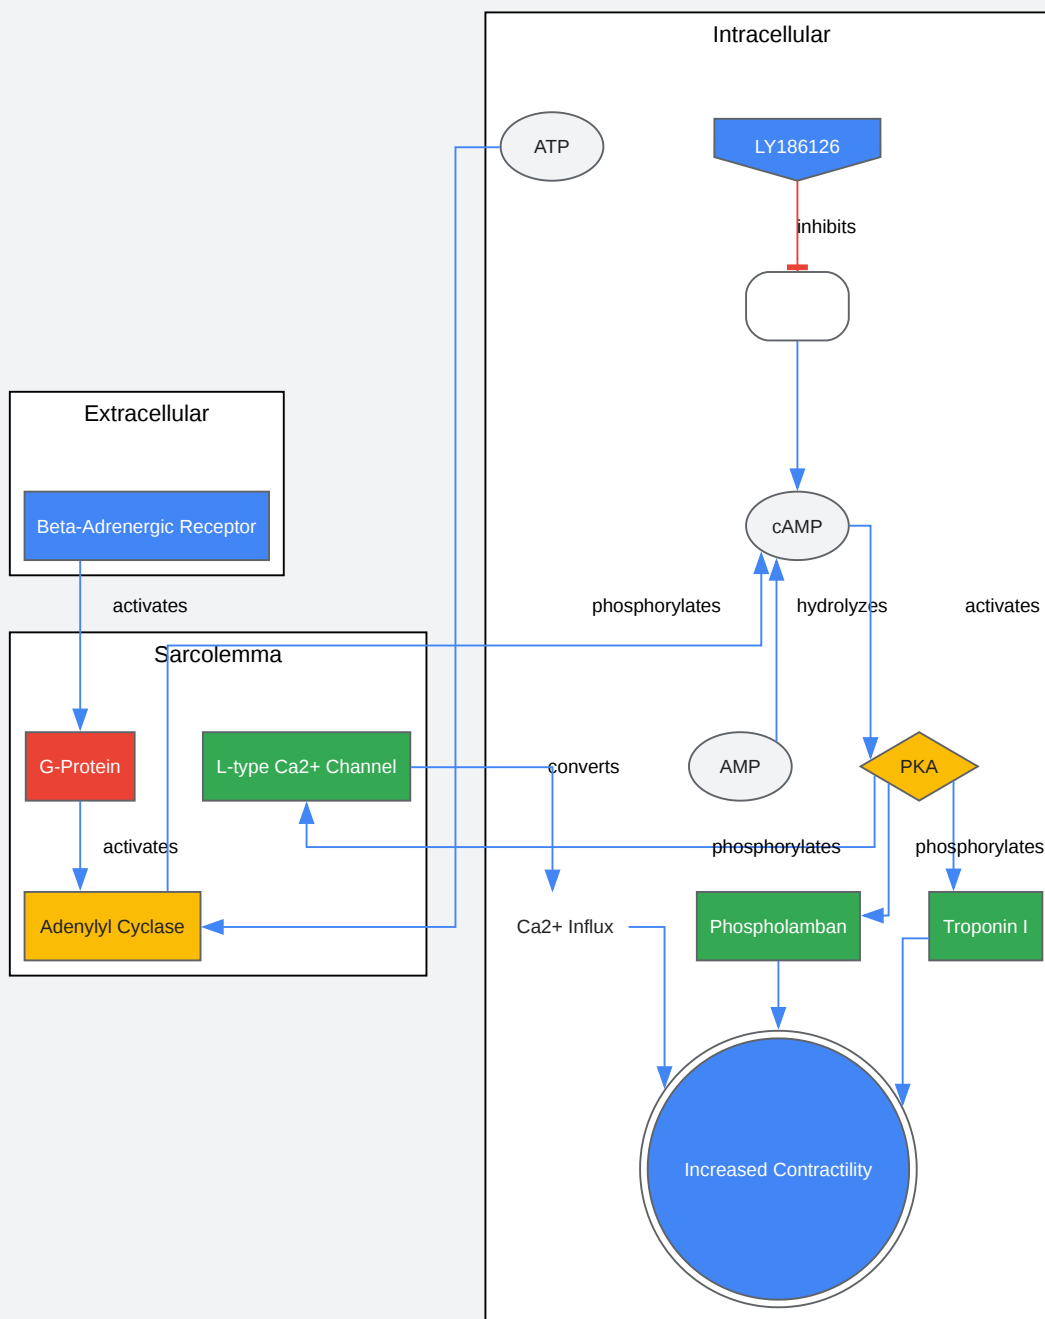 Intracellular
ATP
LY186126
inhibits
Extracellular
Beta-Adrenergic Receptor
cAMP
activates
phosphorylates
hydrolyzes
activates
Sarcolemma
G-Protein
L-type Ca2+ Channel
converts
AMP
PKA
activates
phosphorylates
phosphorylates
Adenylyl Cyclase
Ca2+ Influx
Phospholamban
Troponin I
Increased Contractility